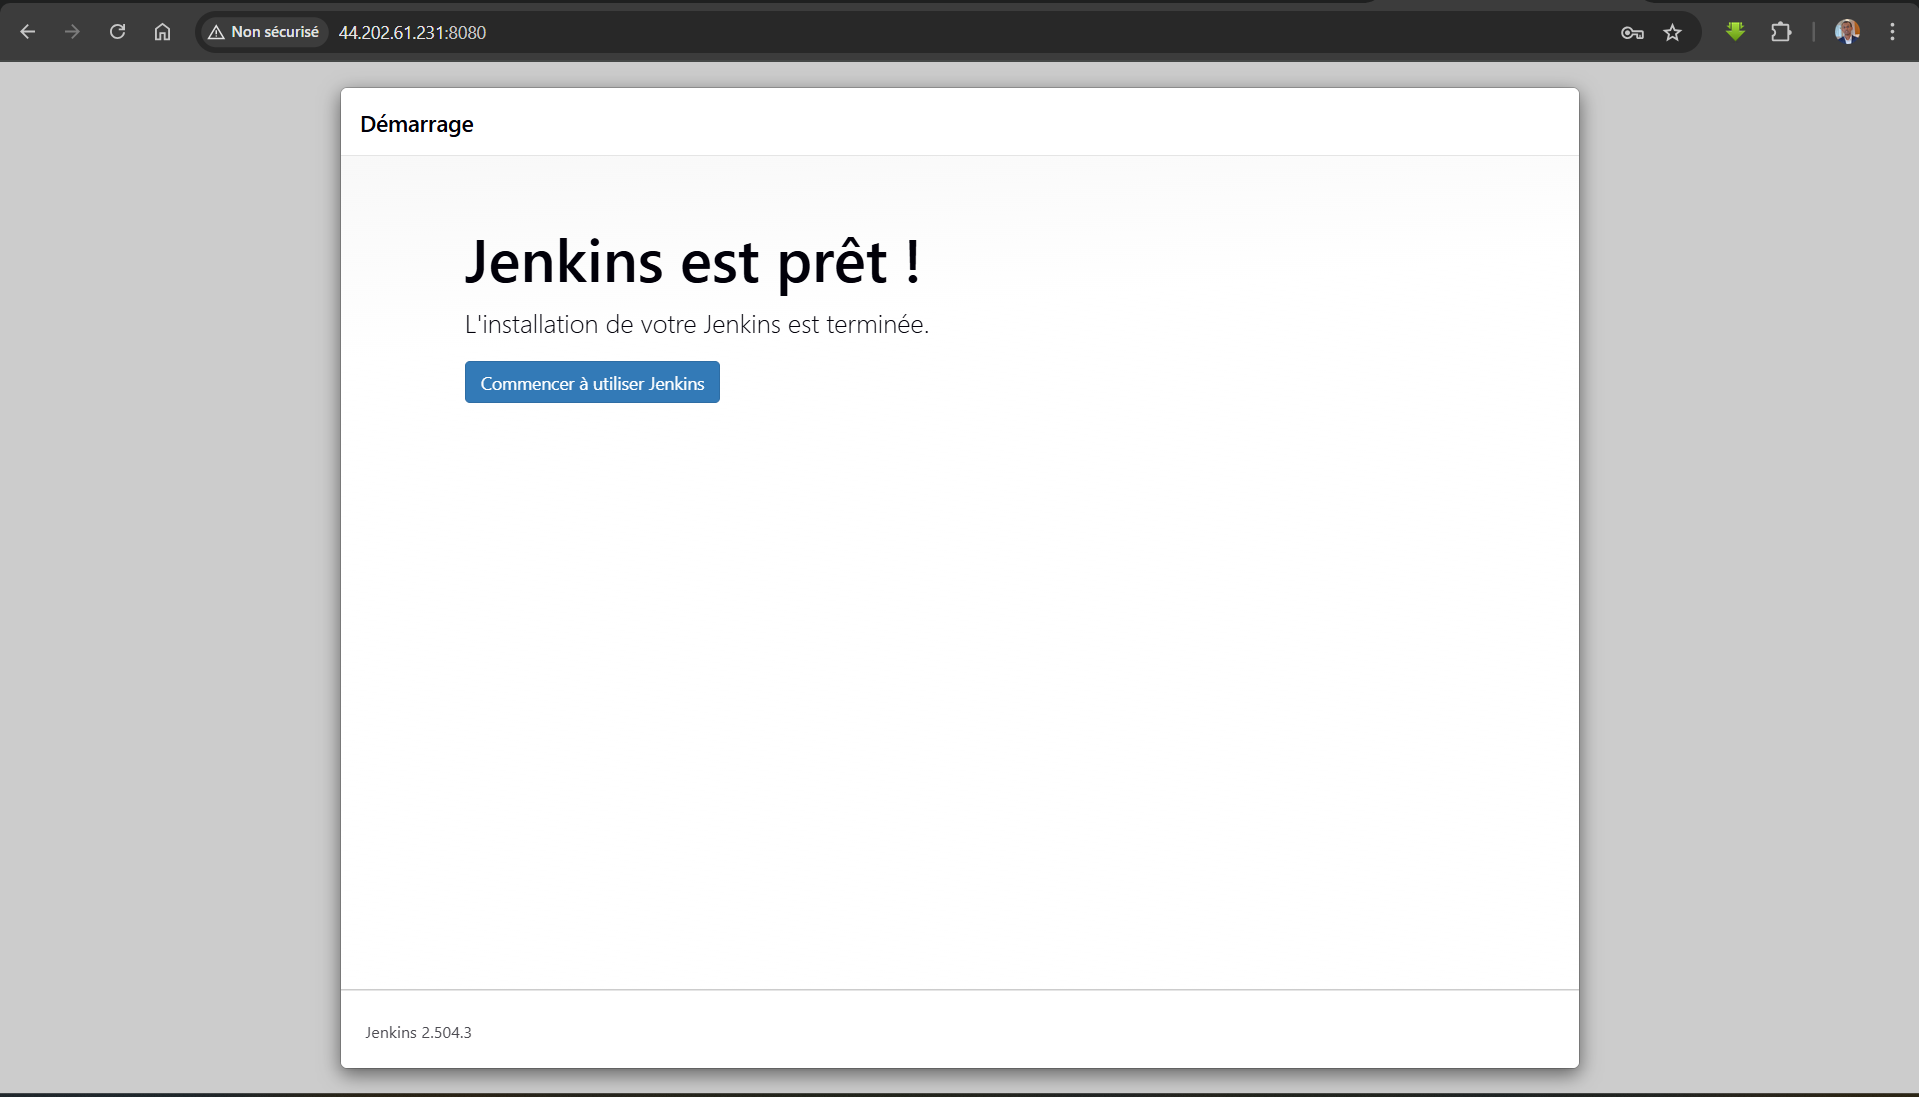 Non sécurisé
44.202.61.231:8080
Démarrage
Jenkins est prêt !
L'installation de votre Jenkins est terminée.
Commencer à utiliser Jenkins
Jenkins 2.504.3